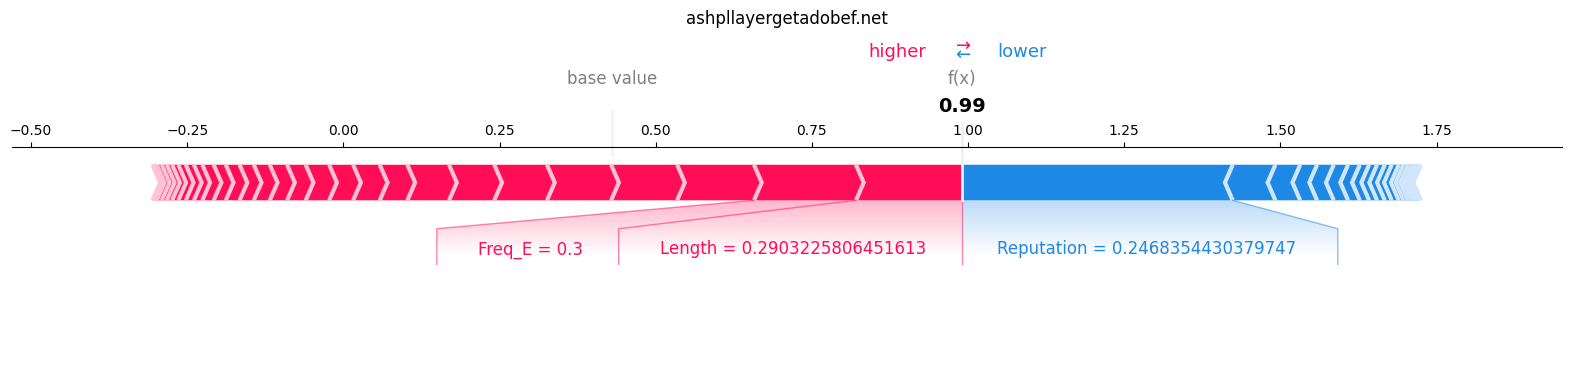 ashpllayergetadobef.net
higher ⇄ lower
base value f(x)
0.99
−0.50 −0.25 0.00 0.25 0.50 0.75 1.00 1.25 1.50 1.75
Freq_E = 0.3 Length = 0.2903225806451613 Reputation = 0.2468354430379747